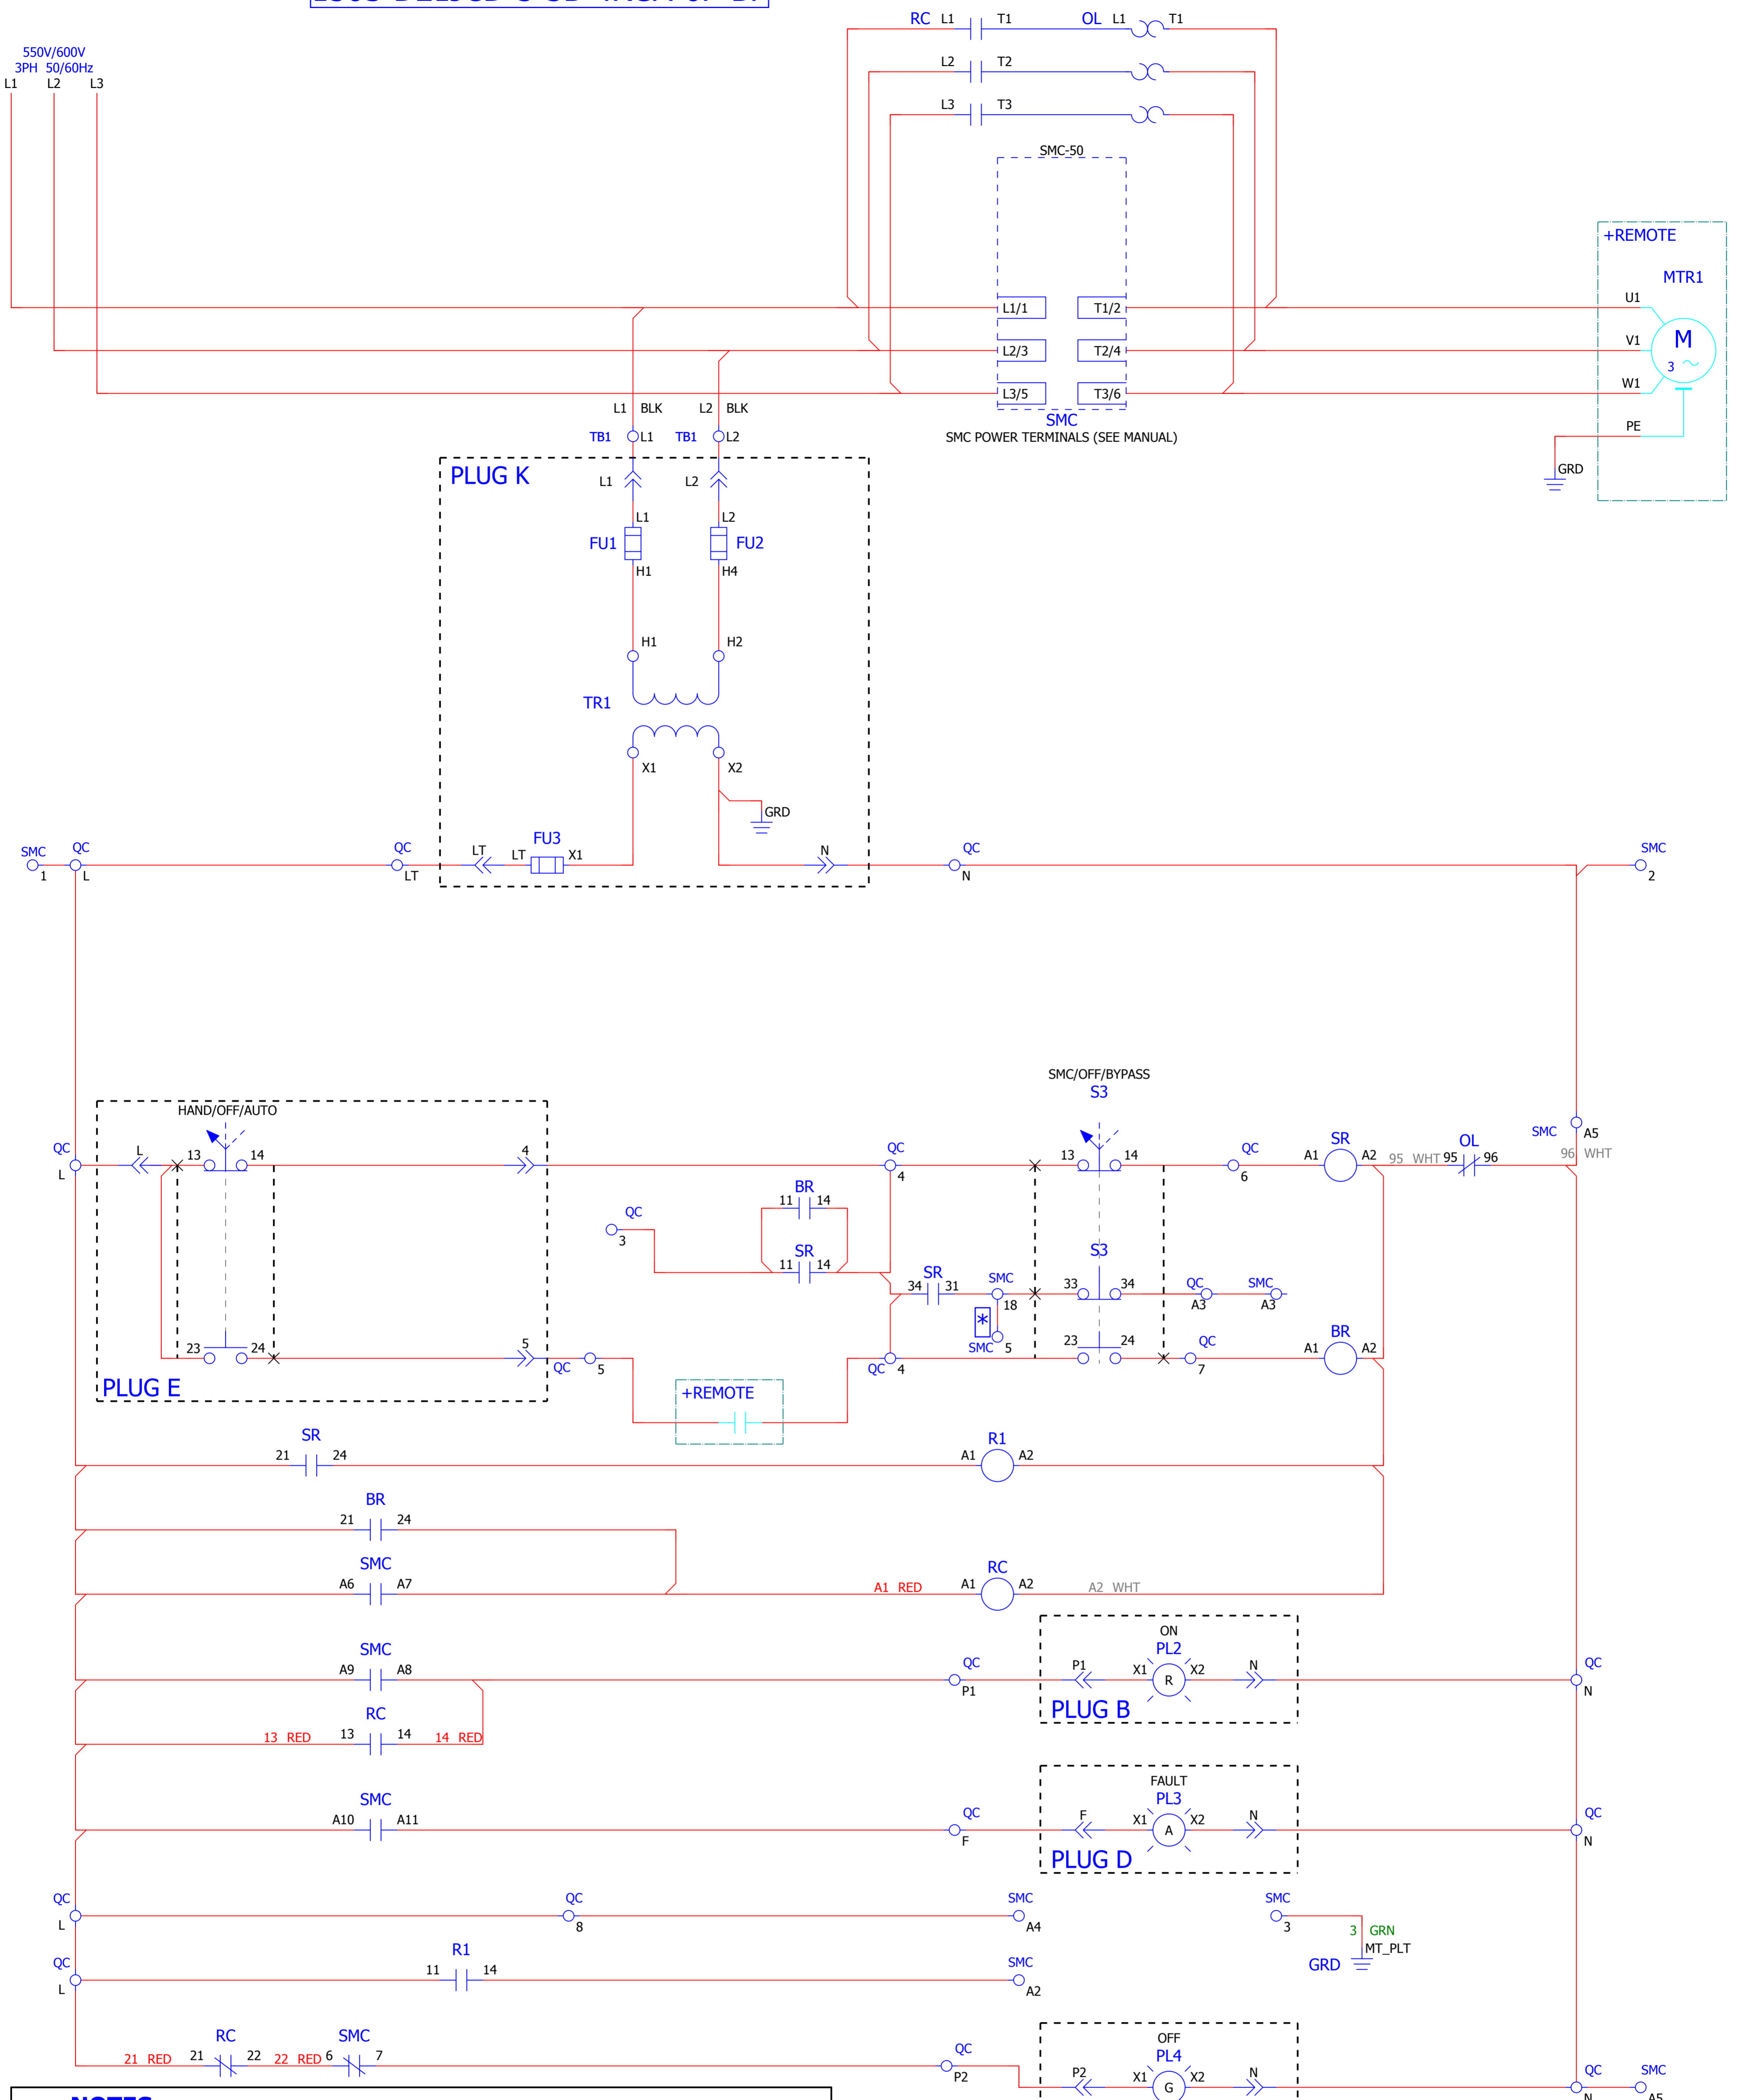 RC L1 T1 OL L1 T1
550V/600V
3PH 50/60Hz
L1 L2 L3
L2 T2
L3 T3
SMC-50
+REMOTE
MTR1
L1/1 T1/2 U1
M
3
L2/3 T2/4 V1
L3/5 T3/6 W1
SMC
SMC POWER TERMINALS (SEE MANUAL)
PE
GRD
L1 BLK L2 BLK
TB1 L1 TB1 L2
PLUG K
L1 L2
L1 L2
FU1 FU2
H1 H4
H1 H2
TR1
X1 X2
GRD
SMC QC QC FU3 QC SMC
LT LT X1 N
1 L LT N 2
SMC/OFF/BYPASS
S3
HAND/OFF/AUTO
QC L 13 14 4 QC 13 14 QC SR OL SMC A5
L 4 6 A1 A2 95 WHT 95 96 96 WHT
BR
11 14
QC
3
SR
11 14
S3
SR SMC
34 31 18 33 34 QC A3 SMC A3
*
SMC 5
BR
23 24 5 QC 5 QC 4 23 24 QC 7 A1 A2
PLUG E
+REMOTE
SR R1
21 24 A1 A2
BR
21 24
SMC RC
A6 A7 A1 RED A1 A2 A2 WHT
ON
SMC QC PL2 QC
A9 A8 P1 P1 X1 R X2 N N
PLUG B
RC
13 RED 13 14 14 RED
FAULT
SMC QC PL3 QC
A10 A11 F F X1 A X2 N N
PLUG D
QC QC SMC SMC
L 8 A4 3
3 GRN
MT_PLT
GRD
QC R1 SMC
L 11 14 A2
OFF
RC SMC QC PL4 QC SMC
21 RED 21 22 22 RED 6 7 P2 P2 X1 G X2 N